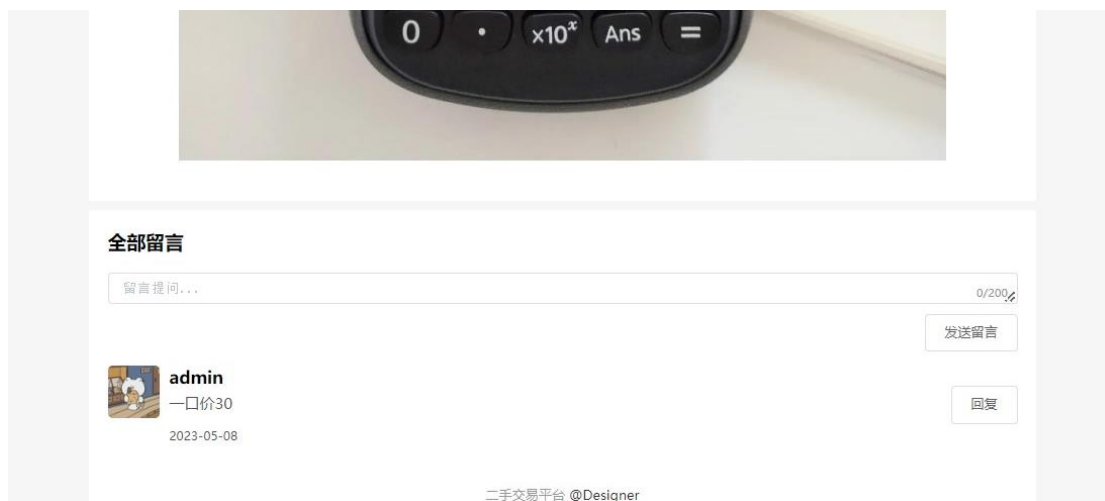 0 · ×10ˣ Ans =
全部留言
留言提问...
0/200
发送留言
admin
一口价30
回复
2023-05-08
二手交易平台 @Designer